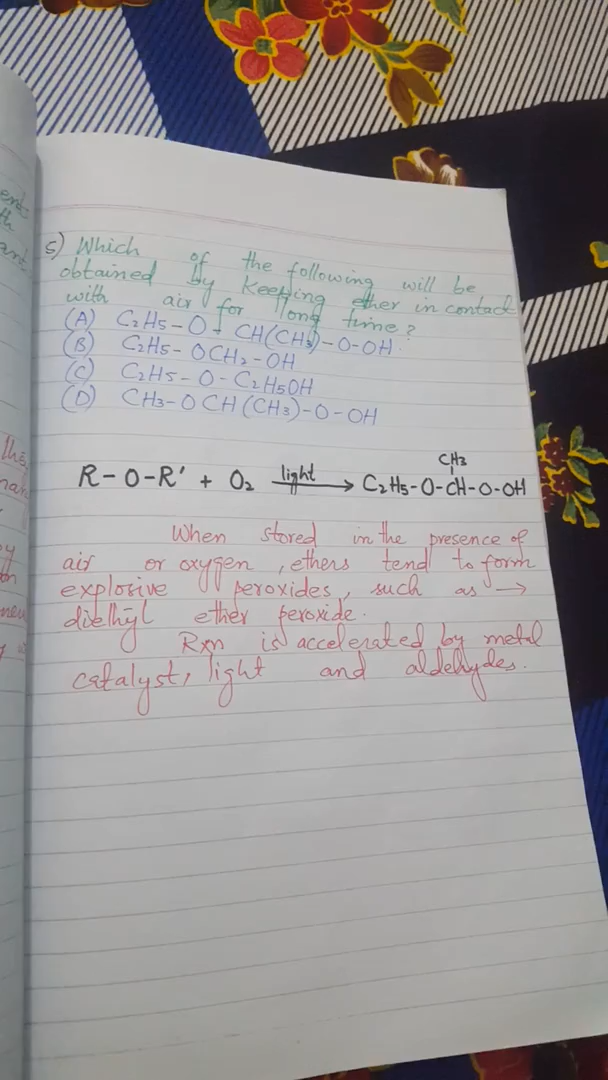 5) Which of the following will be
obtained by keeping ether in contact
with air for long time?
(A) C2H5-O-CH(CH3)-O-OH
(B) C2H5-OCH2-OH
(C) C2H5-O-C2H5OH
(D) CH3-OCH(CH3)-O-OH
CH3
R-O-R' + O2 light → C2H5-O-CH-O-OH
When stored in the presence of
air or oxygen, ethers tend to form
explosive peroxides, such as →
diethyl ether peroxide.
Rxn is accelerated by metal
catalyst, light and aldehydes.